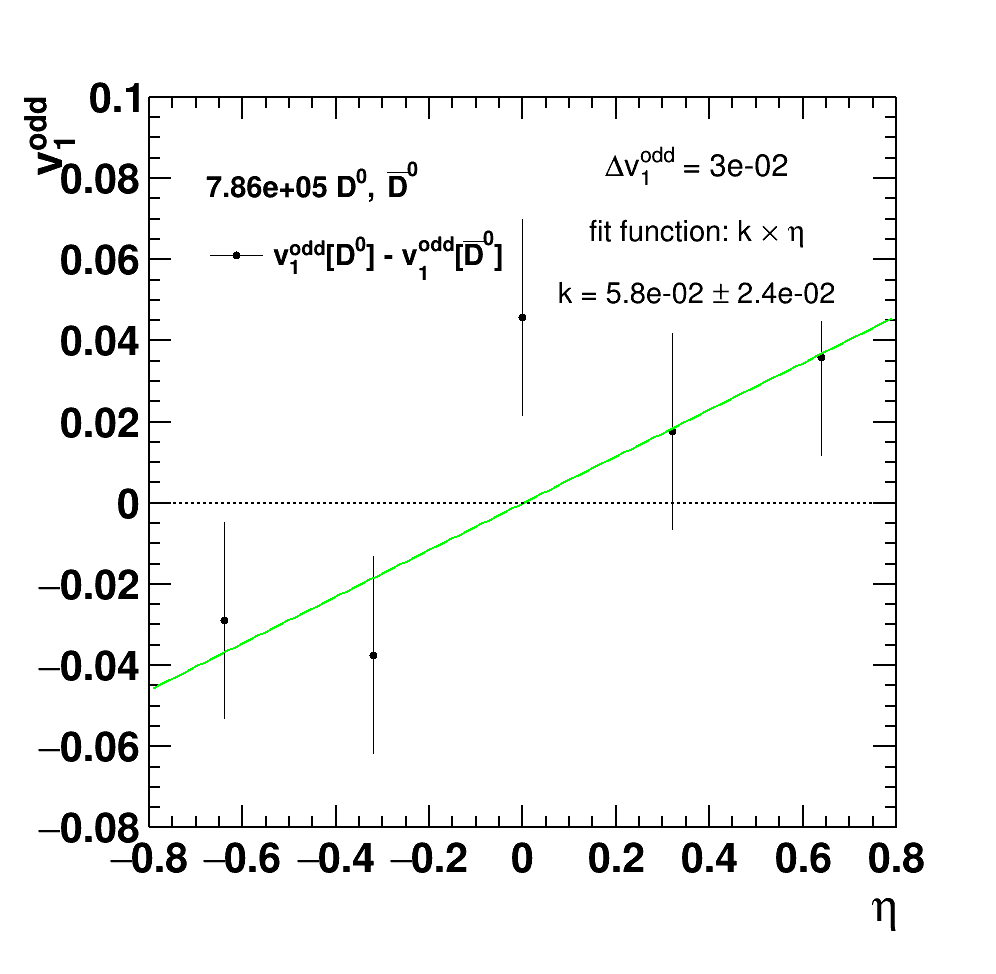 v₁ᵒᵈᵈ
0.1
0.08
0.06
0.04
0.02
0
−0.02
−0.04
−0.06
−0.08
7.86e+05 D⁰, D̅⁰
v₁ᵒᵈᵈ[D⁰] - v₁ᵒᵈᵈ[D̅⁰]
Δv₁ᵒᵈᵈ = 3e-02
fit function: k × η
k = 5.8e-02 ± 2.4e-02
−0.8 −0.6 −0.4 −0.2 0 0.2 0.4 0.6 0.8
η